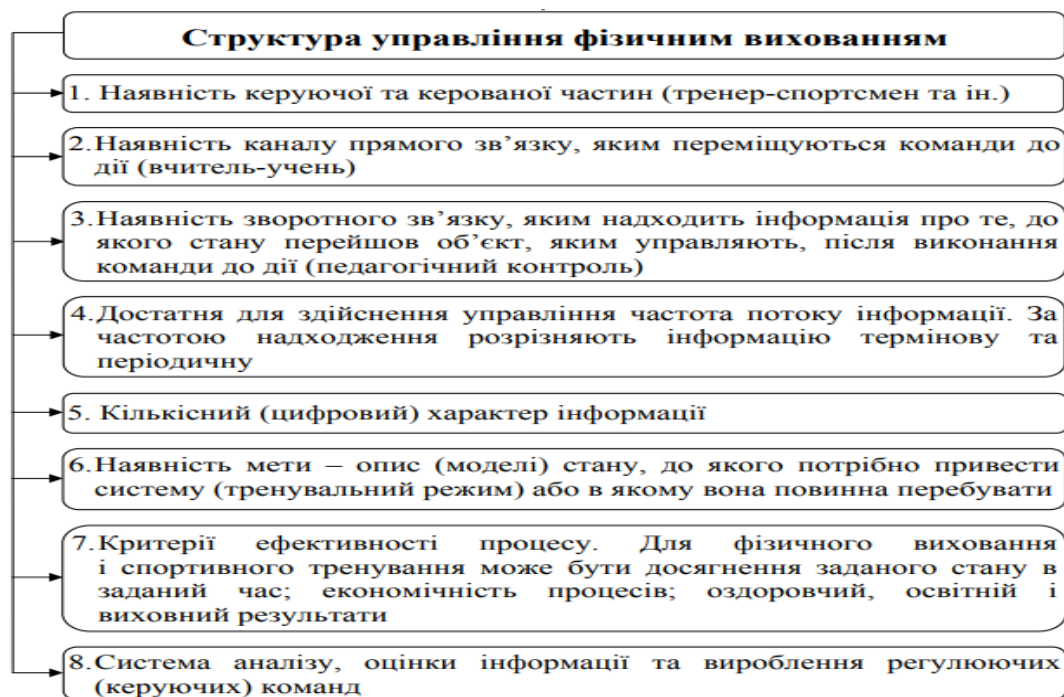 Структура управління фізичним вихованням
1. Наявність керуючої та керованої частин (тренер-спортсмен та ін.)
2. Наявність каналу прямого зв’язку, яким переміщуються команди до
дії (вчитель-учень)
3. Наявність зворотного зв’язку, яким надходить інформація про те, до
якого стану перейшов об’єкт, яким управляють, після виконання
команди до дії (педагогічний контроль)
4. Достатня для здійснення управління частота потоку інформації. За
частотою надходження розрізняють інформацію термінову та
періодичну
5. Кількісний (цифровий) характер інформації
6. Наявність мети – опис (моделі) стану, до якого потрібно привести
систему (тренувальний режим) або в якому вона повинна перебувати
7. Критерії ефективності процесу. Для фізичного виховання
і спортивного тренування може бути досягнення заданого стану в
заданий час; економічність процесів; оздоровчий, освітній і
виховний результати
8. Система аналізу, оцінки інформації та вироблення регулюючих
(керуючих) команд